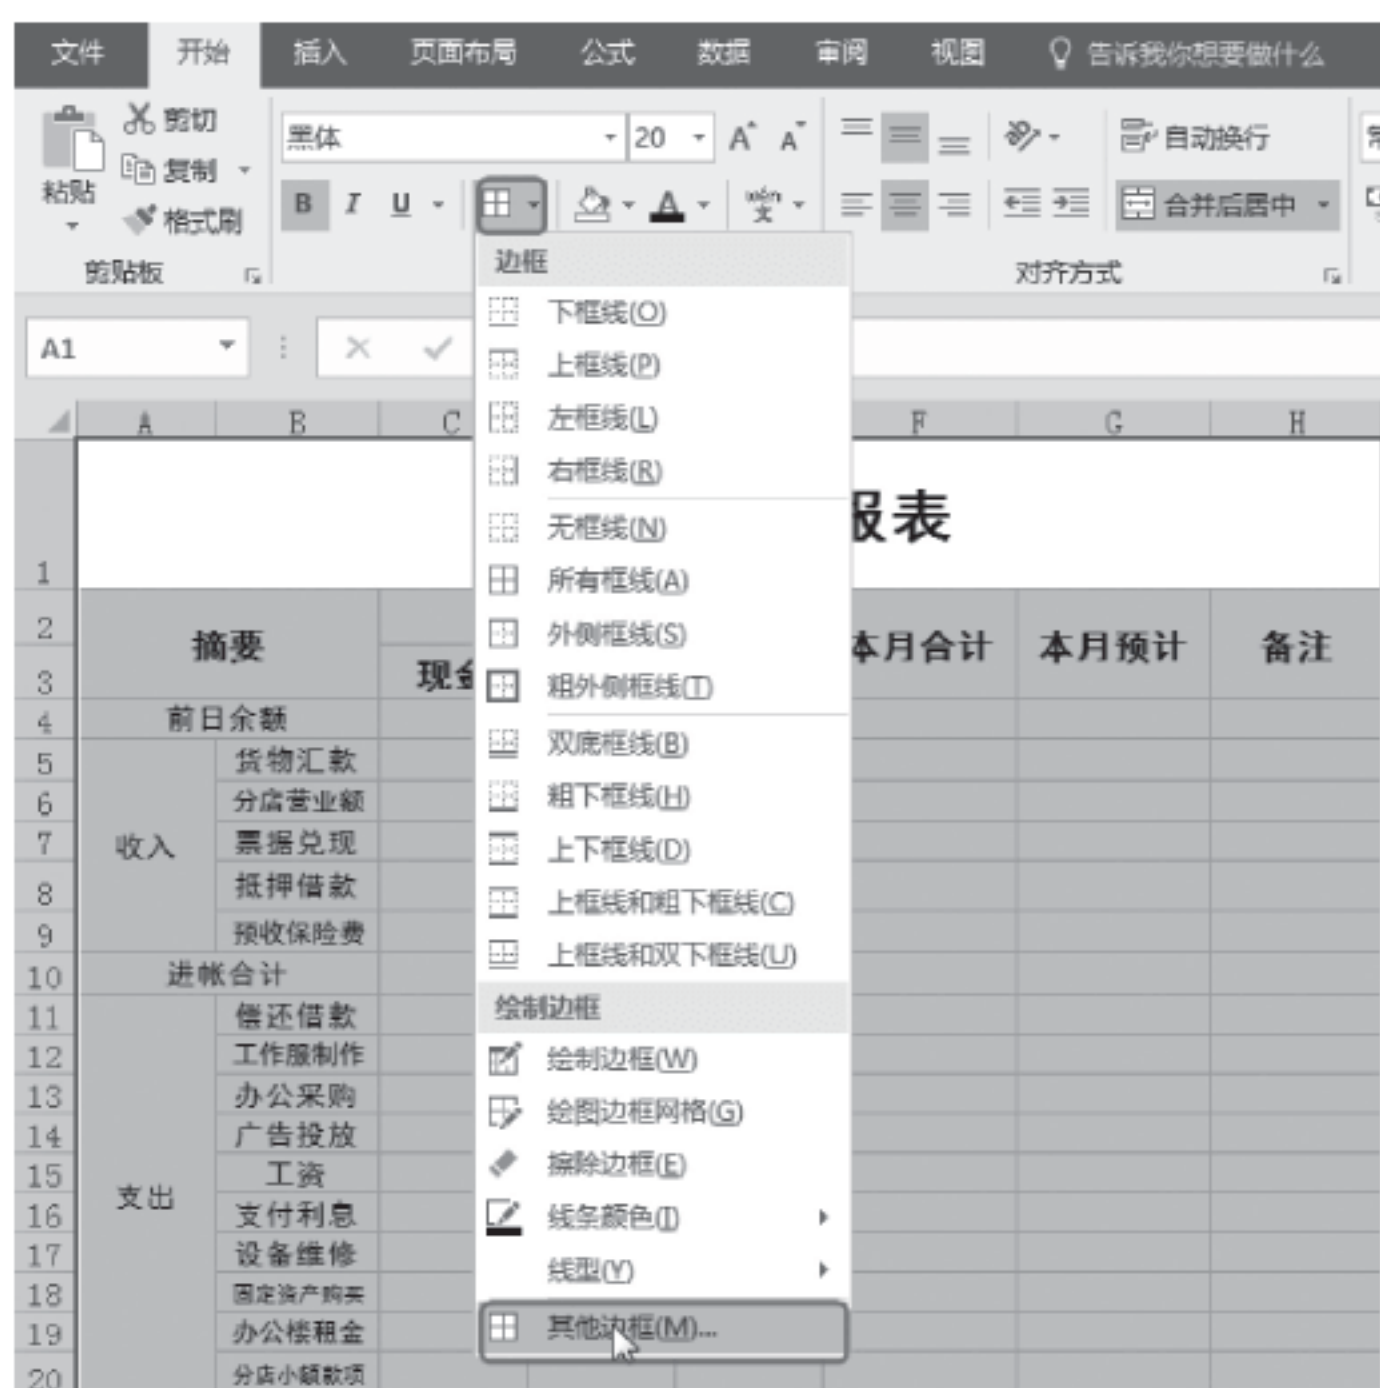 文件 开始 插入 页面布局 公式 数据 审阅 视图 告诉我你想要做什么
剪切
复制
格式刷
粘贴
剪贴板
黑体 20 A A 自动换行
B I U A wén 文 合并后居中
对齐方式
A1
A B C F G H
边框
下框线(O)
上框线(P)
左框线(L)
右框线(R)
无框线(N)
所有框线(A)
外侧框线(S)
粗外侧框线(T)
双底框线(B)
粗下框线(H)
上下框线(D)
上框线和粗下框线(C)
上框线和双下框线(U)
绘制边框
绘制边框(W)
绘图边框网格(G)
擦除边框(E)
线条颜色(I)
线型(Y)
其他边框(M)...
1 报表
2 摘要 本月合计 本月预计 备注
3 现金
4 前日余额
5 货物汇款
6 分店营业额
7 收入 票据兑现
8 抵押借款
9 预收保险费
10 进帐合计
11 偿还借款
12 工作服制作
13 办公采购
14 广告投放
15 工资
16 支出 支付利息
17 设备维修
18 固定资产购买
19 办公楼租金
20 分店小额款项